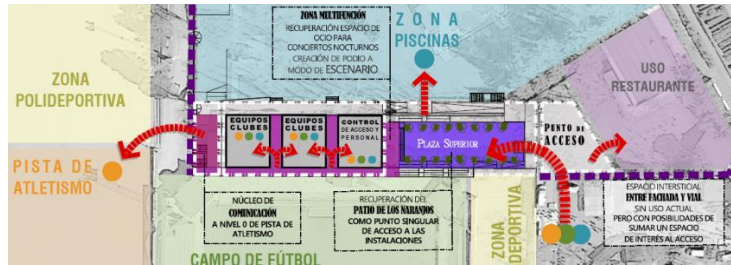 ZONA MULTIFENCIÓN
RECUPERACIÓN ESPACIO DE
OCIO PARA
CONCIERTOS NOCTURNOS
CREACIÓN DE PODIO A
MODO DE ESCENARIO
ZONA
PISCINAS
ZONA
POLIDEPORTIVA
USO
RESTAURANTE
EQUIPOS
CLUBES
EQUIPOS
CLUBES
CONTROL
DE ACCESO Y
PERSONAL
PLAZA SUPERIOR
PUNTO DE
ACCESO
PISTA DE
ATLETISMO
NÚCLEO DE
COMUNICACIÓN
A NIVEL 0 DE PISTA DE
ATLETISMO
RECUPERACIÓN DEL
PATIO DE LOS NARANJOS
COMO PUNTO SINGULAR
DE ACCESO A LAS
INSTALACIONES
ZONA
DEPORTIVA
ESPACIO INTERSTICIAL
ENTRE FACHADA Y VIAL
SIN USO ACTUAL
PERO CON POSIBILIDADES DE
SUMAR UN ESPACIO
DE INTERÉS AL ACCESO
CAMPO DE FÚTBOL